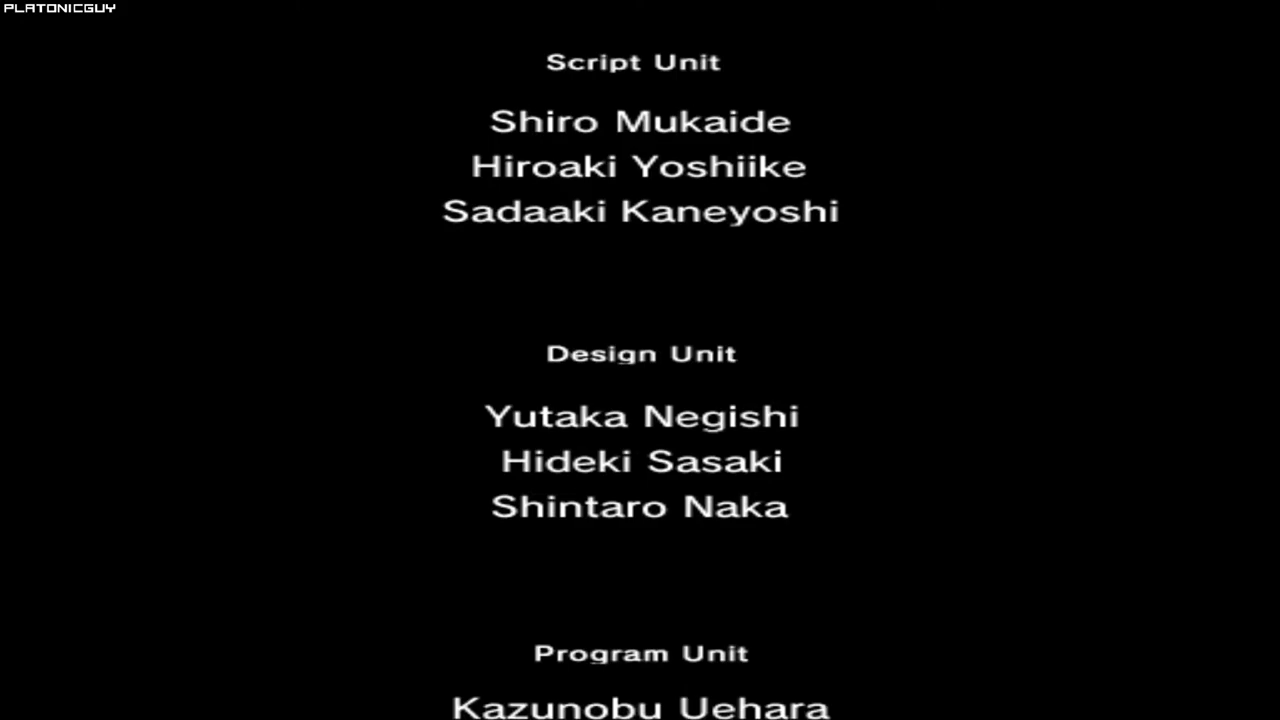 PLATONICGUY
Script Unit
Shiro Mukaide
Hiroaki Yoshiike
Sadaaki Kaneyoshi
Design Unit
Yutaka Negishi
Hideki Sasaki
Shintaro Naka
Program Unit
Kazunobu Uehara